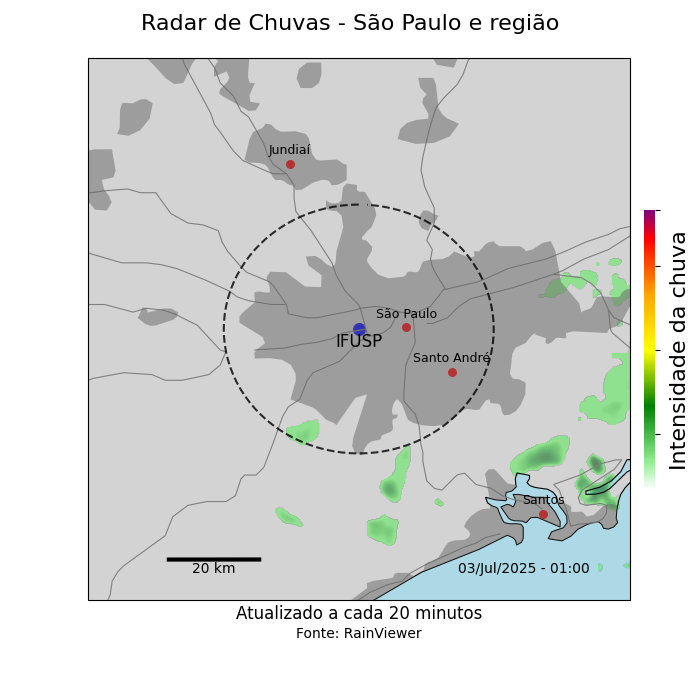 Radar de Chuvas - São Paulo e região
Jundiaí
São Paulo
IFUSP
Santo André
Santos
20 km
03/Jul/2025 - 01:00
Intensidade da chuva
Atualizado a cada 20 minutos
Fonte: RainViewer